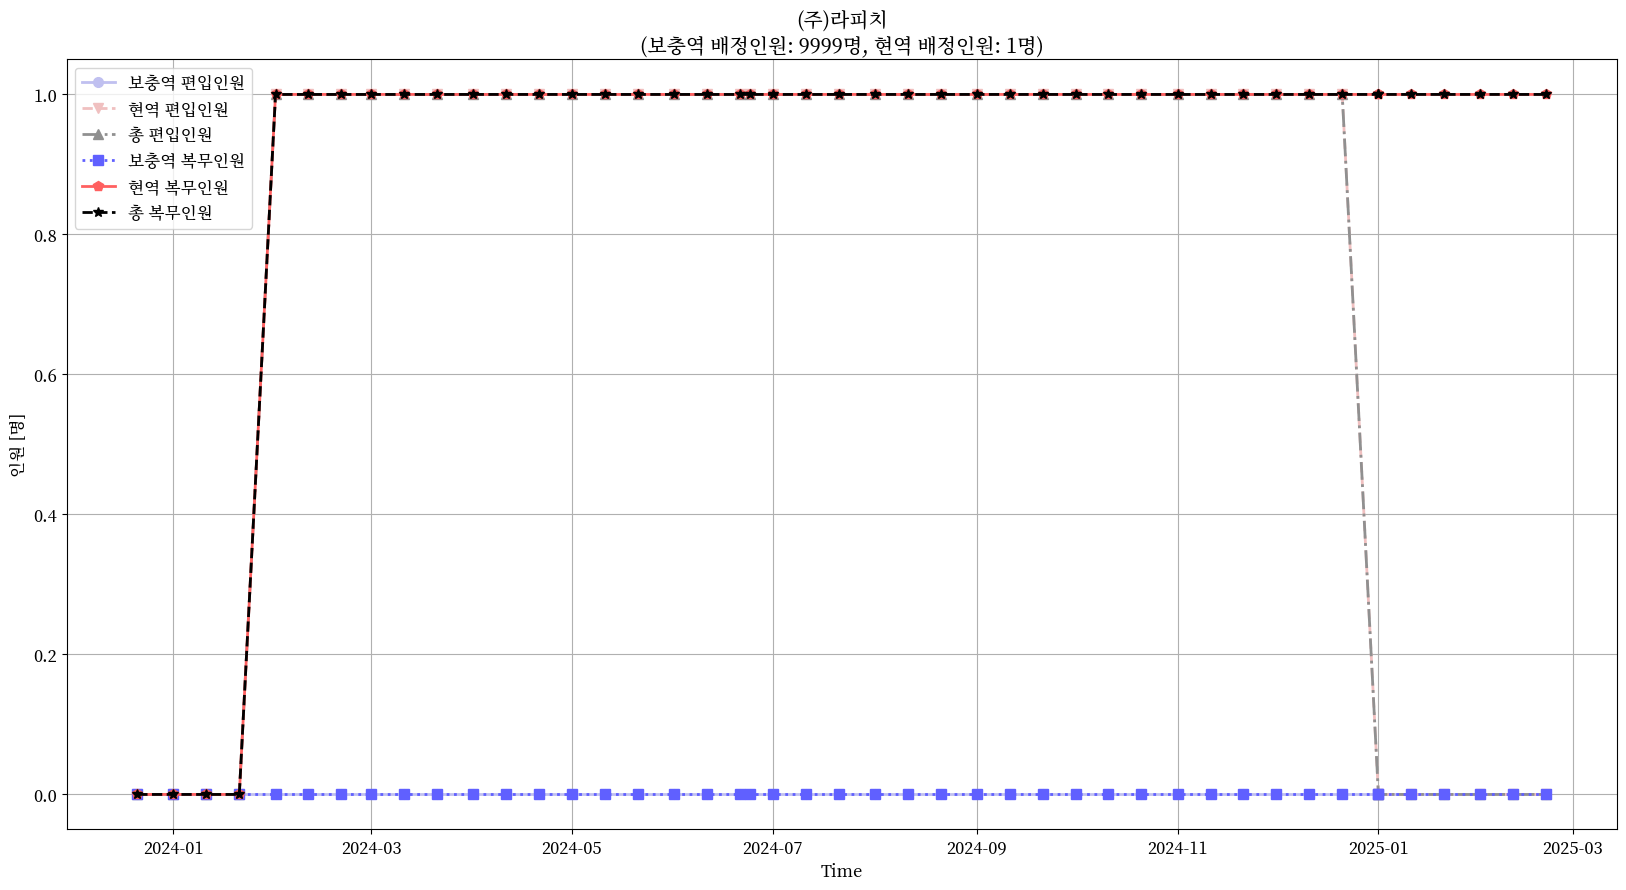 (주)라피치
(보충역 배정인원: 9999명, 현역 배정인원: 1명)
보충역 편입인원
현역 편입인원
총 편입인원
보충역 복무인원
현역 복무인원
총 복무인원
1.0
0.8
0.6
0.4
0.2
0.0
인원 [명]
2024-01
2024-03
2024-05
2024-07
2024-09
2024-11
2025-01
2025-03
Time